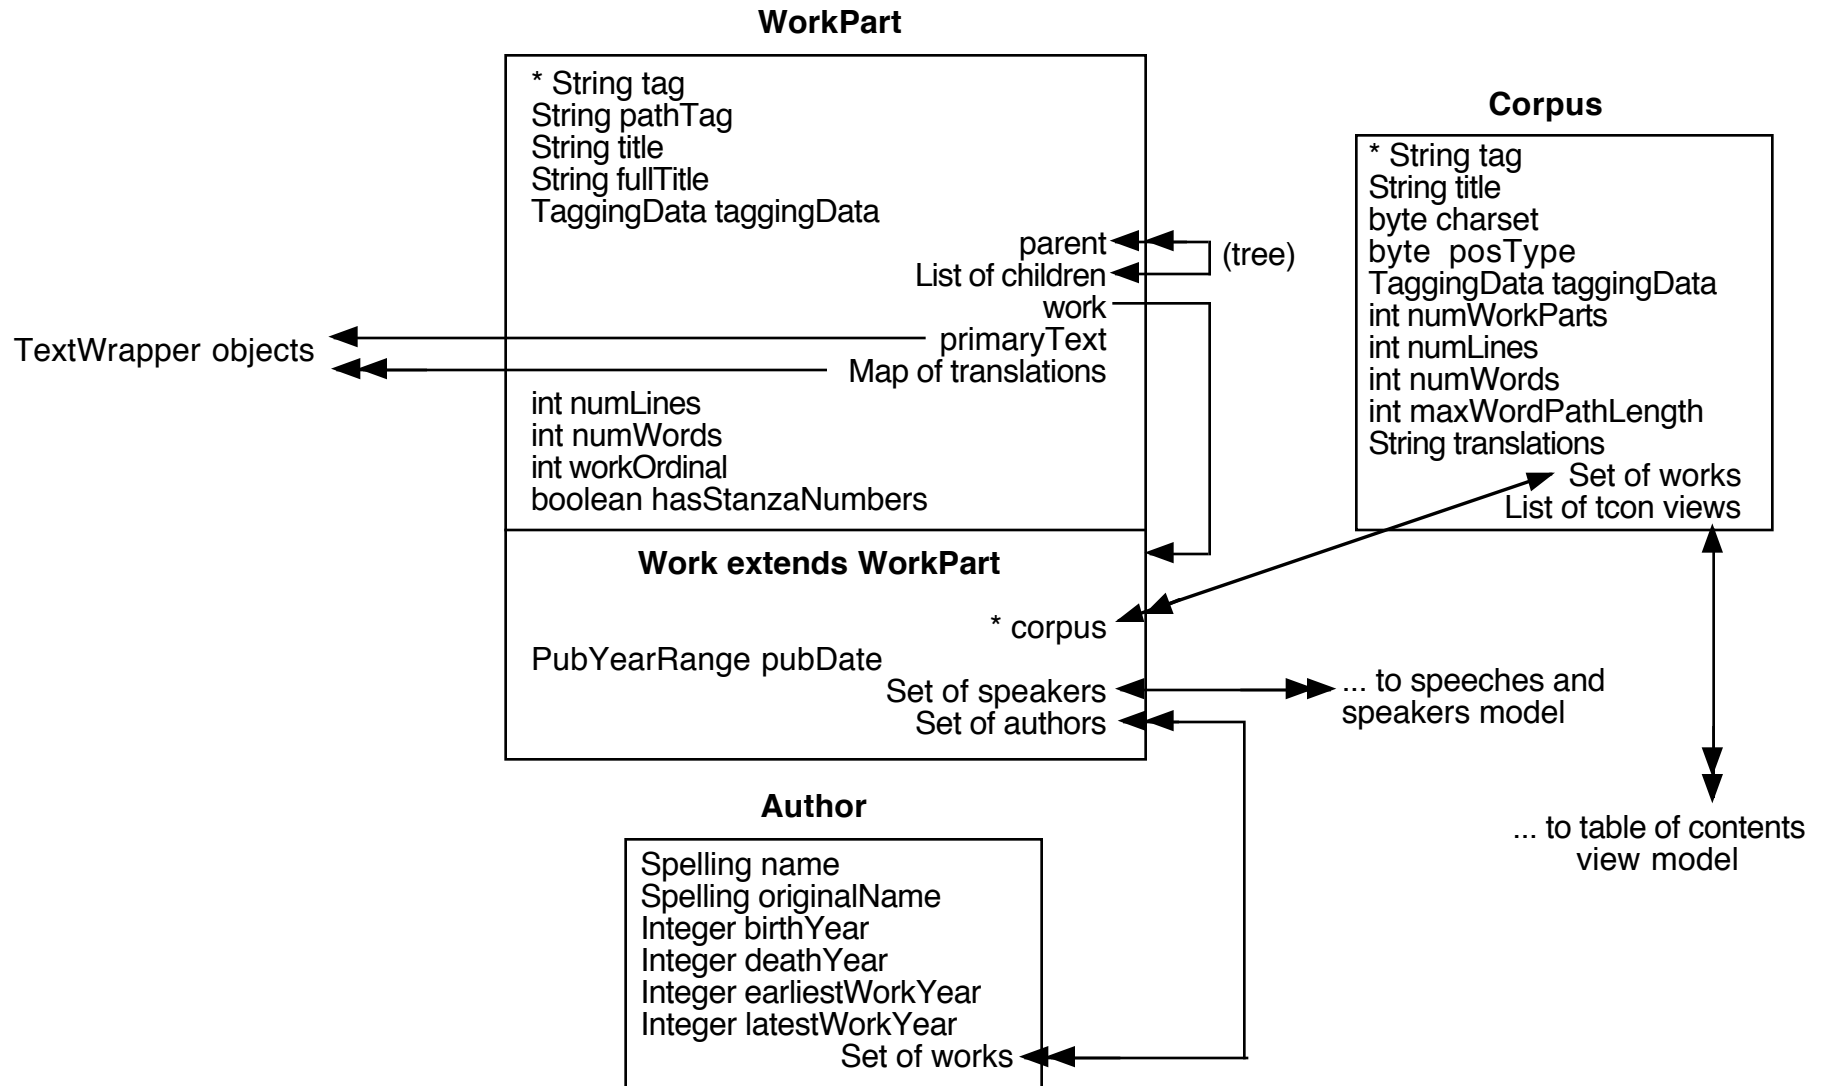 WorkPart
* String tag
String pathTag
String title
String fullTitle
TaggingData taggingData
parent
List of children
(tree)
work
primaryText
Map of translations
TextWrapper objects
int numLines
int numWords
int workOrdinal
boolean hasStanzaNumbers
Work extends WorkPart
* corpus
PubYearRange pubDate
Set of speakers
Set of authors
... to speeches and
speakers model
Corpus
* String tag
String title
byte charset
byte posType
TaggingData taggingData
int numWorkParts
int numLines
int numWords
int maxWordPathLength
String translations
Set of works
List of tcon views
... to table of contents
view model
Author
Spelling name
Spelling originalName
Integer birthYear
Integer deathYear
Integer earliestWorkYear
Integer latestWorkYear
Set of works